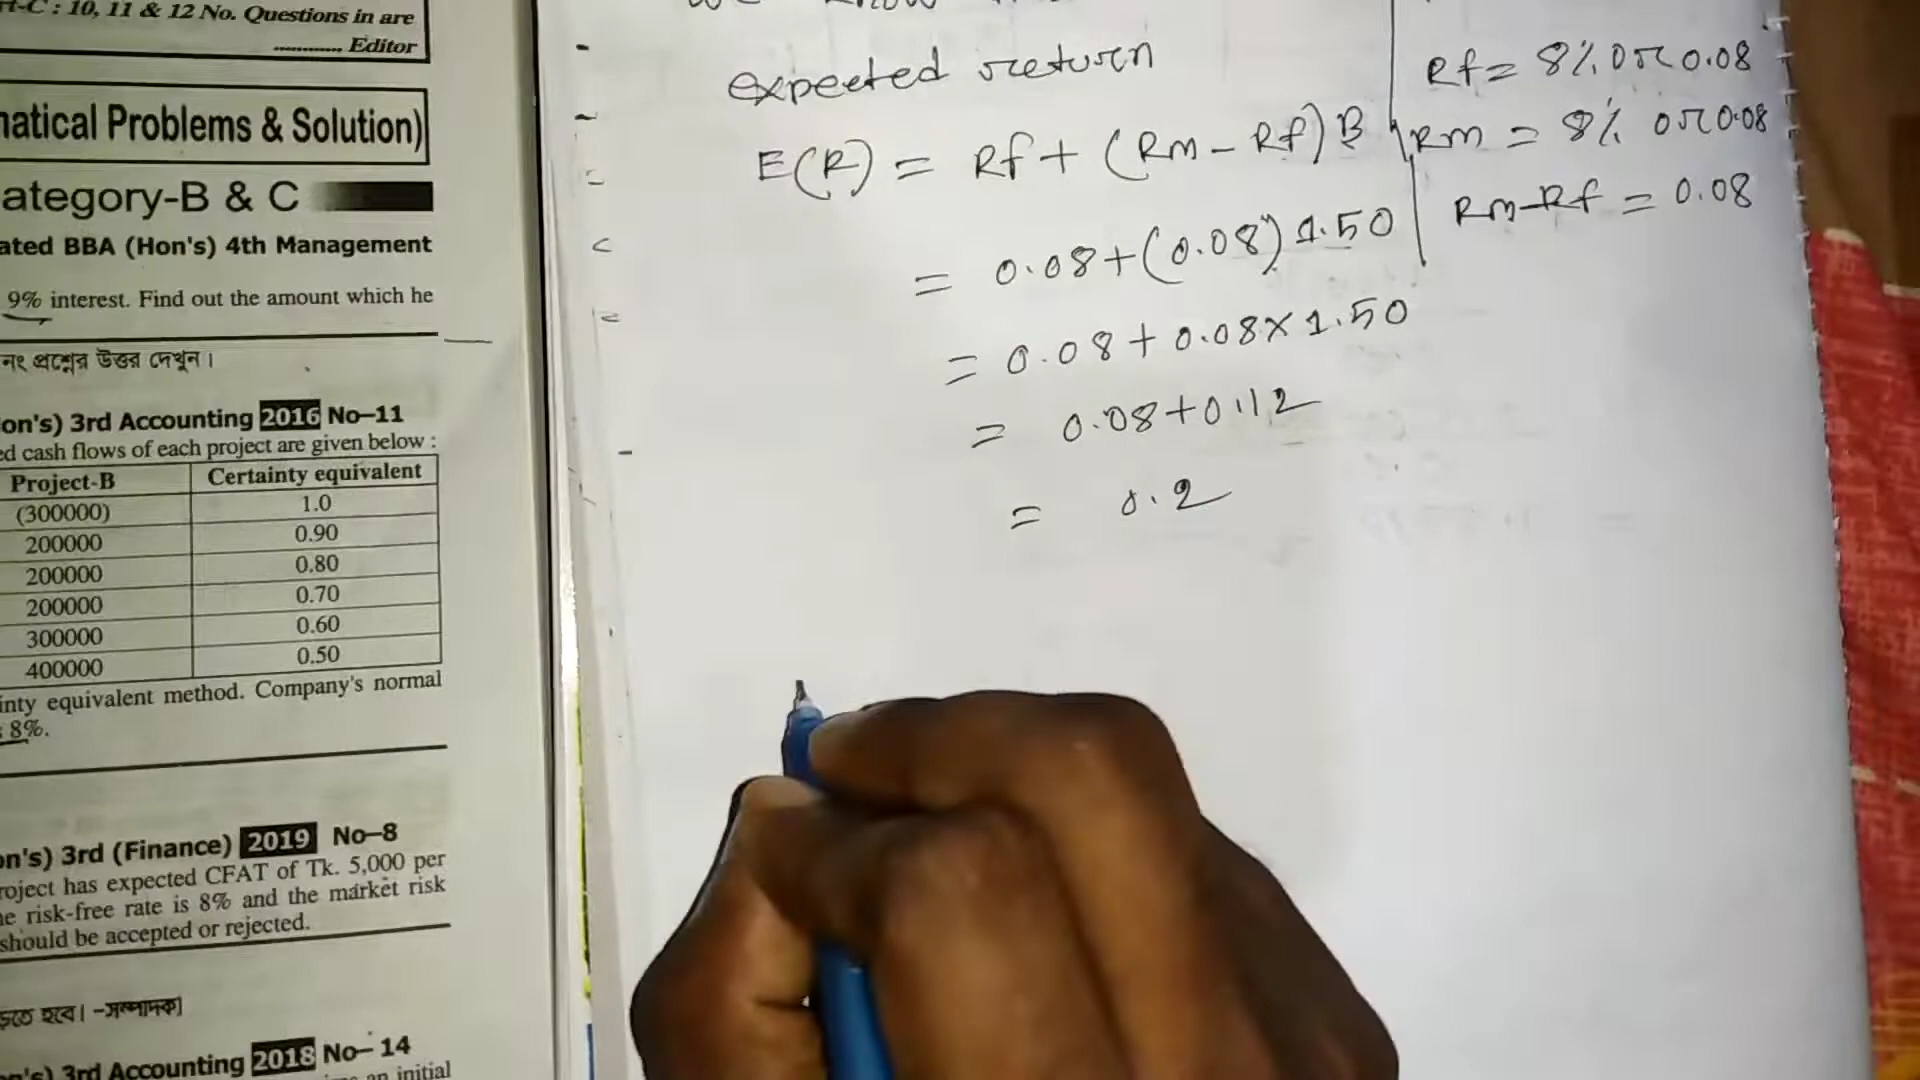 : 10, 11 & 12 No. Questions in are
............ Editor
matical Problems & Solution)
ategory-B & C
ated BBA (Hon's) 4th Management
9% interest. Find out the amount which he
নং প্রশ্নের উত্তর দেখুন।
on's) 3rd Accounting 2016 No–11
ed cash flows of each project are given below :
Project-B Certainty equivalent
(300000) 1.0
200000 0.90
200000 0.80
200000 0.70
300000 0.60
400000 0.50
inty equivalent method. Company's normal
8%.
on's) 3rd (Finance) 2019 No–8
roject has expected CFAT of Tk. 5,000 per
he risk-free rate is 8% and the market risk
should be accepted or rejected.
হবে। -সম্পাদক]
on's) 3rd Accounting 2018 No– 14
an initial
expected return
E(R) = Rf + (Rm - Rf) B
= 0.08 + (0.08) 1.50
= 0.08 + 0.08 × 1.50
= 0.08 + 0.12
= 0.2
Rf = 8% or 0.08
Rm = 8% or 0.08
Rm-Rf = 0.08